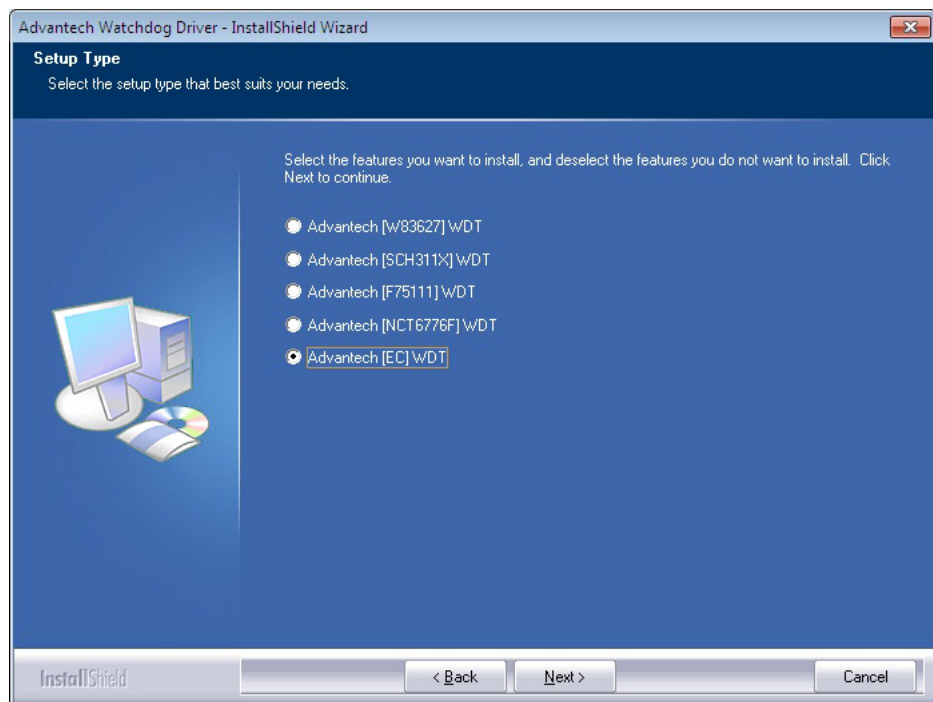 Advantech Watchdog Driver - InstallShield Wizard
Setup Type
Select the setup type that best suits your needs.
Select the features you want to install, and deselect the features you do not want to install. Click
Next to continue.
Advantech [W83627] WDT
Advantech [SCH311X] WDT
Advantech [F75111] WDT
Advantech [NCT6776F] WDT
Advantech [EC] WDT
InstallShield
< Back
Next >
Cancel